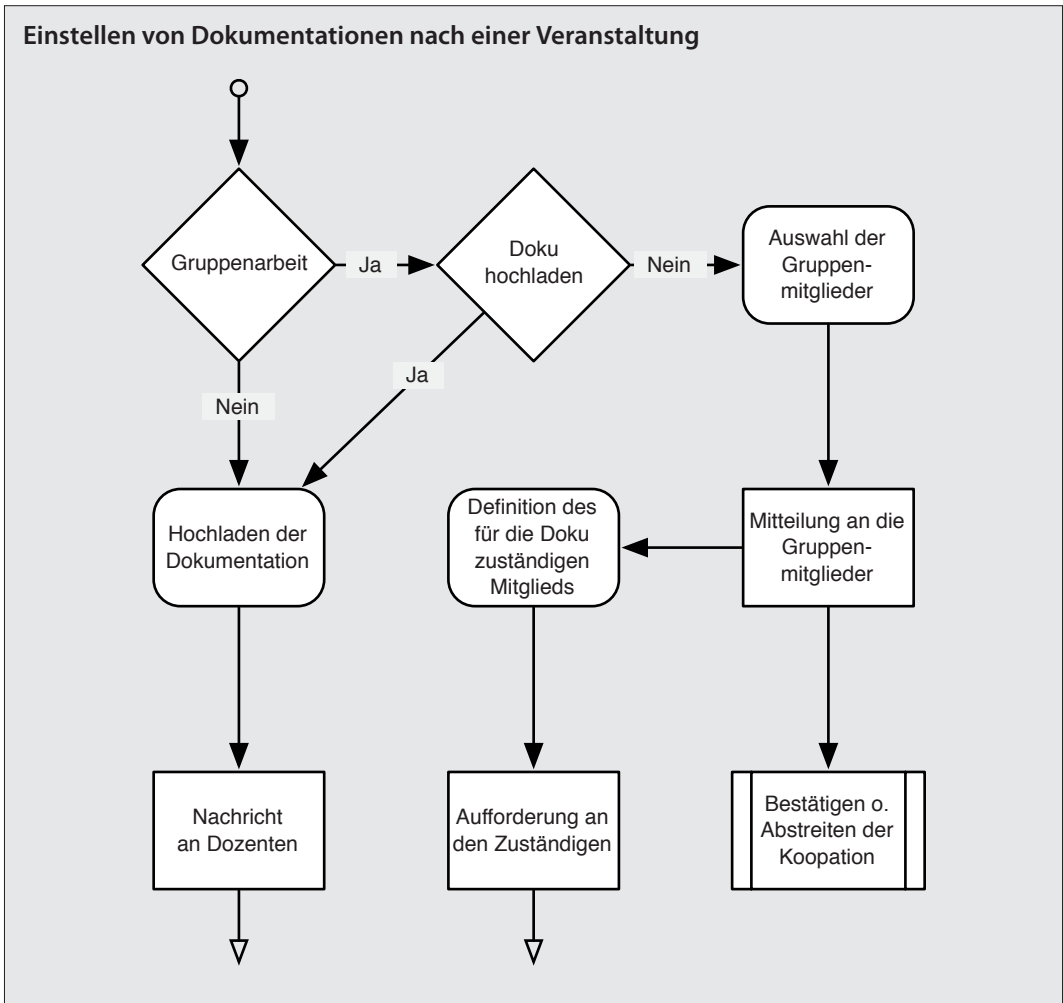 Einstellen von Dokumentationen nach einer Veranstaltung
Gruppenarbeit
Ja
Doku
hochladen
Nein
Auswahl der
Gruppen-
mitglieder
Ja
Nein
Hochladen der
Dokumentation
Definition des
für die Doku
zuständigen
Mitglieds
Mitteilung an die
Gruppen-
mitglieder
Nachricht
an Dozenten
Aufforderung an
den Zuständigen
Bestätigen o.
Abstreiten der
Koopation